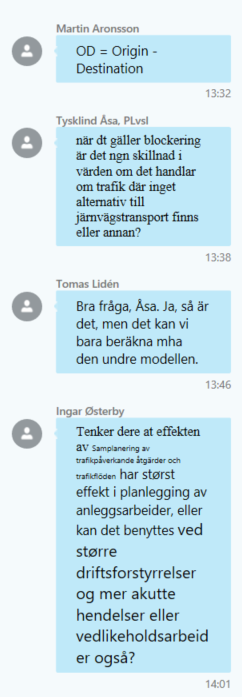 Martin Aronsson
OD = Origin -
Destination
13:32
Tysklind Åsa, PLvsl
när dt gäller blockering
är det ngn skillnad i
värden om det handlar
om trafik där inget
alternativ till
järnvägstransport finns
eller annan?
13:38
Tomas Lidén
Bra fråga, Åsa. Ja, så är
det, men det kan vi
bara beräkna mha
den undre modellen.
13:46
Ingar Østerby
Tenker dere at effekten
av Samplanering av
trafikpåverkande åtgärder och
trafikflöden har størst
effekt i planlegging av
anleggsarbeider, eller
kan det benyttes ved
større
driftsforstyrrelser
og mer akutte
hendelser eller
vedlikeholdsarbeid
er også?
14:01